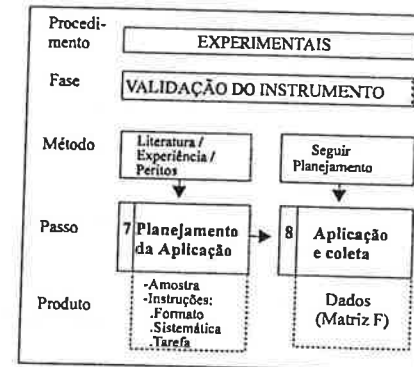 Procedi-
mento
EXPERIMENTAIS
Fase
VALIDAÇÃO DO INSTRUMENTO
Método
Literatura /
Experiência /
Peritos
Seguir
Planejamento
Passo
7 Planejamento
da Aplicação
8 Aplicação
e coleta
Produto
-Amostra
-Instruções:
.Formato
.Sistemática
.Tarefa
Dados
(Matriz F)